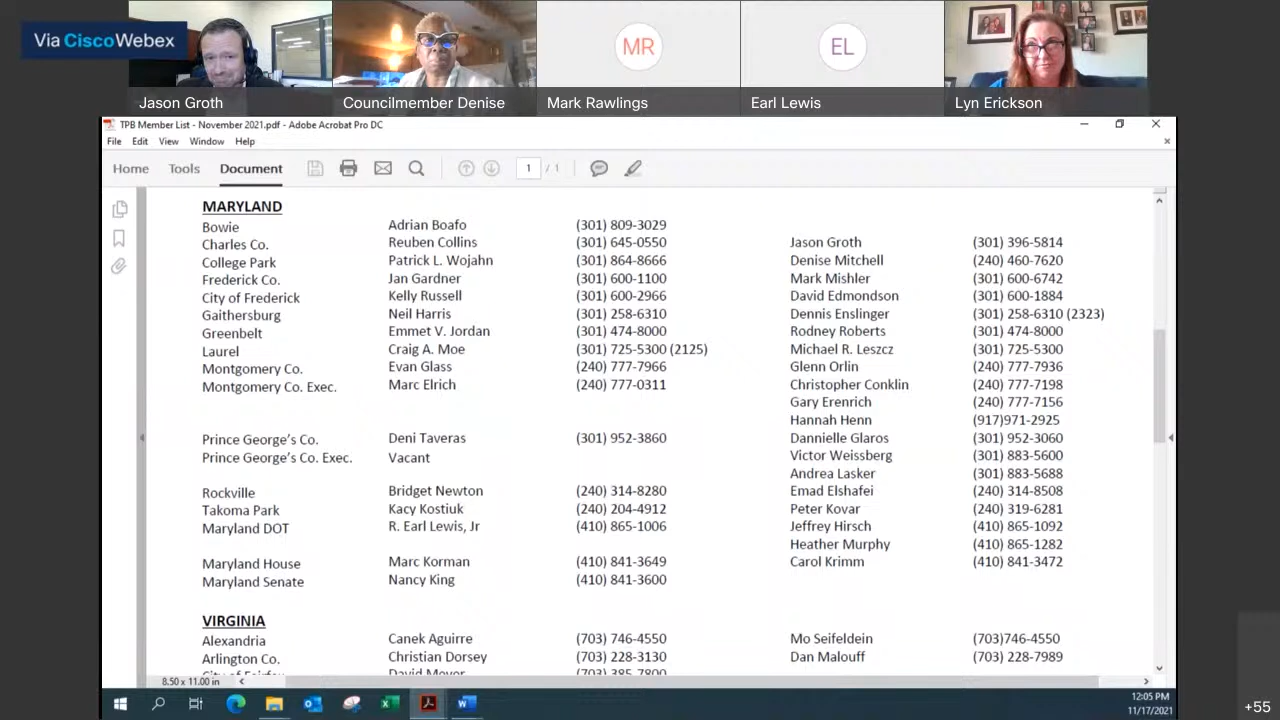 Via Cisco Webex
MR
EL
Jason Groth
Councilmember Denise
Mark Rawlings
Earl Lewis
Lyn Erickson
TPB Member List - November 2021.pdf - Adobe Acrobat Pro DC
File Edit View Window Help
Home Tools Document 1 / 1
MARYLAND
Bowie Adrian Boafo (301) 809-3029
Charles Co. Reuben Collins (301) 645-0550 Jason Groth (301) 396-5814
College Park Patrick L. Wojahn (301) 864-8666 Denise Mitchell (240) 460-7620
Frederick Co. Jan Gardner (301) 600-1100 Mark Mishler (301) 600-6742
City of Frederick Kelly Russell (301) 600-2966 David Edmondson (301) 600-1884
Gaithersburg Neil Harris (301) 258-6310 Dennis Enslinger (301) 258-6310 (2323)
Greenbelt Emmet V. Jordan (301) 474-8000 Rodney Roberts (301) 474-8000
Laurel Craig A. Moe (301) 725-5300 (2125) Michael R. Leszcz (301) 725-5300
Montgomery Co. Evan Glass (240) 777-7966 Glenn Orlin (240) 777-7936
Montgomery Co. Exec. Marc Elrich (240) 777-0311 Christopher Conklin (240) 777-7198
Gary Erenrich (240) 777-7156
Hannah Henn (917)971-2925
Prince George's Co. Deni Taveras (301) 952-3860 Dannielle Glaros (301) 952-3060
Prince George's Co. Exec. Vacant Victor Weissberg (301) 883-5600
Andrea Lasker (301) 883-5688
Rockville Bridget Newton (240) 314-8280 Emad Elshafei (240) 314-8508
Takoma Park Kacy Kostiuk (240) 204-4912 Peter Kovar (240) 319-6281
Maryland DOT R. Earl Lewis, Jr (410) 865-1006 Jeffrey Hirsch (410) 865-1092
Heather Murphy (410) 865-1282
Maryland House Marc Korman (410) 841-3649 Carol Krimm (410) 841-3472
Maryland Senate Nancy King (410) 841-3600
VIRGINIA
Alexandria Canek Aguirre (703) 746-4550 Mo Seifeldein (703)746-4550
Arlington Co. Christian Dorsey (703) 228-3130 Dan Malouff (703) 228-7989
City of Fairfax David Meyer (703) 385-7800
8.50 x 11.00 in
12:05 PM
11/17/2021
+55